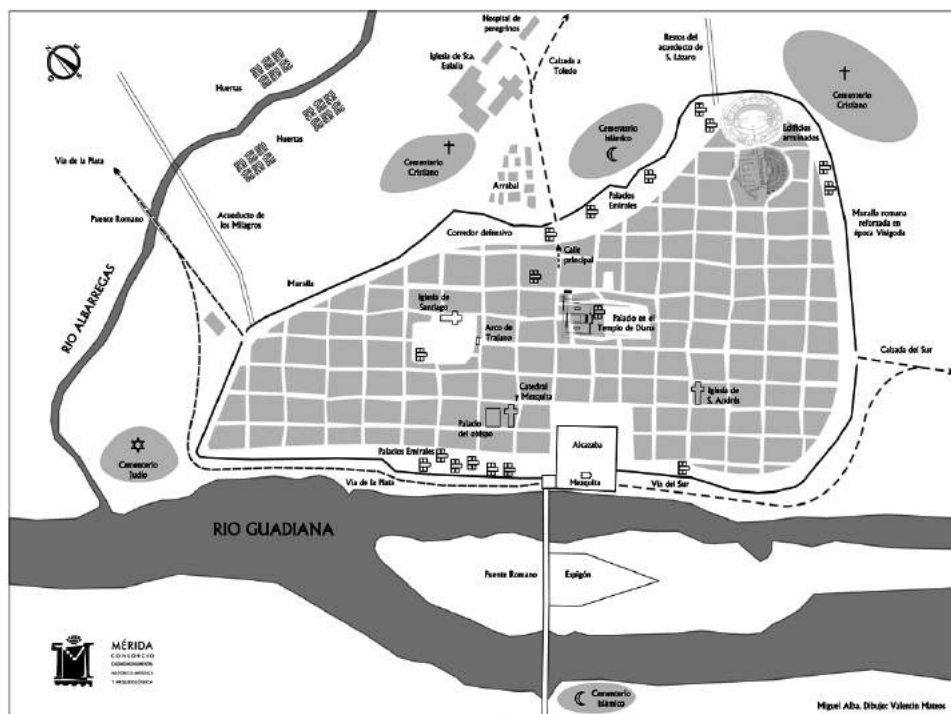 Hospital de
peregrinos
Iglesia de Sta.
Eulalia
Calzada a
Toledo
Restos del
acueducto de
S. Lázaro
Cementerio
Cristiano
Huertas
Huertas
Cementerio
Islámico
Edificios
arruinados
Vía de la Plata
Cementerio
Cristiano
Arrabal
Palacios
Emirales
Puente Romano
Acueducto de
los Milagros
Corredor defensivo
Muralla romana
reforzada en
época Visigoda
Calle
principal
Muralla
RIO ALBARREGAS
Iglesia de
Santiago
Arco de
Trajano
Palacio en el
Templo de Diana
Calzada del Sur
Catedral
y Mezquita
Iglesia de
S. Andrés
Palacio
del obispo
Alcazaba
Cementerio
Judío
Palacios Emirales
Vía de la Plata
Mezquita
Vía del Sur
RIO GUADIANA
Puente Romano
Espigón
MÉRIDA
CONSORCIO
CIUDAD MONUMENTAL
HISTÓRICO-ARTÍSTICA
Y ARQUEOLÓGICA
Cementerio
Islámico
Miguel Alba. Dibujo: Valentín Mateos